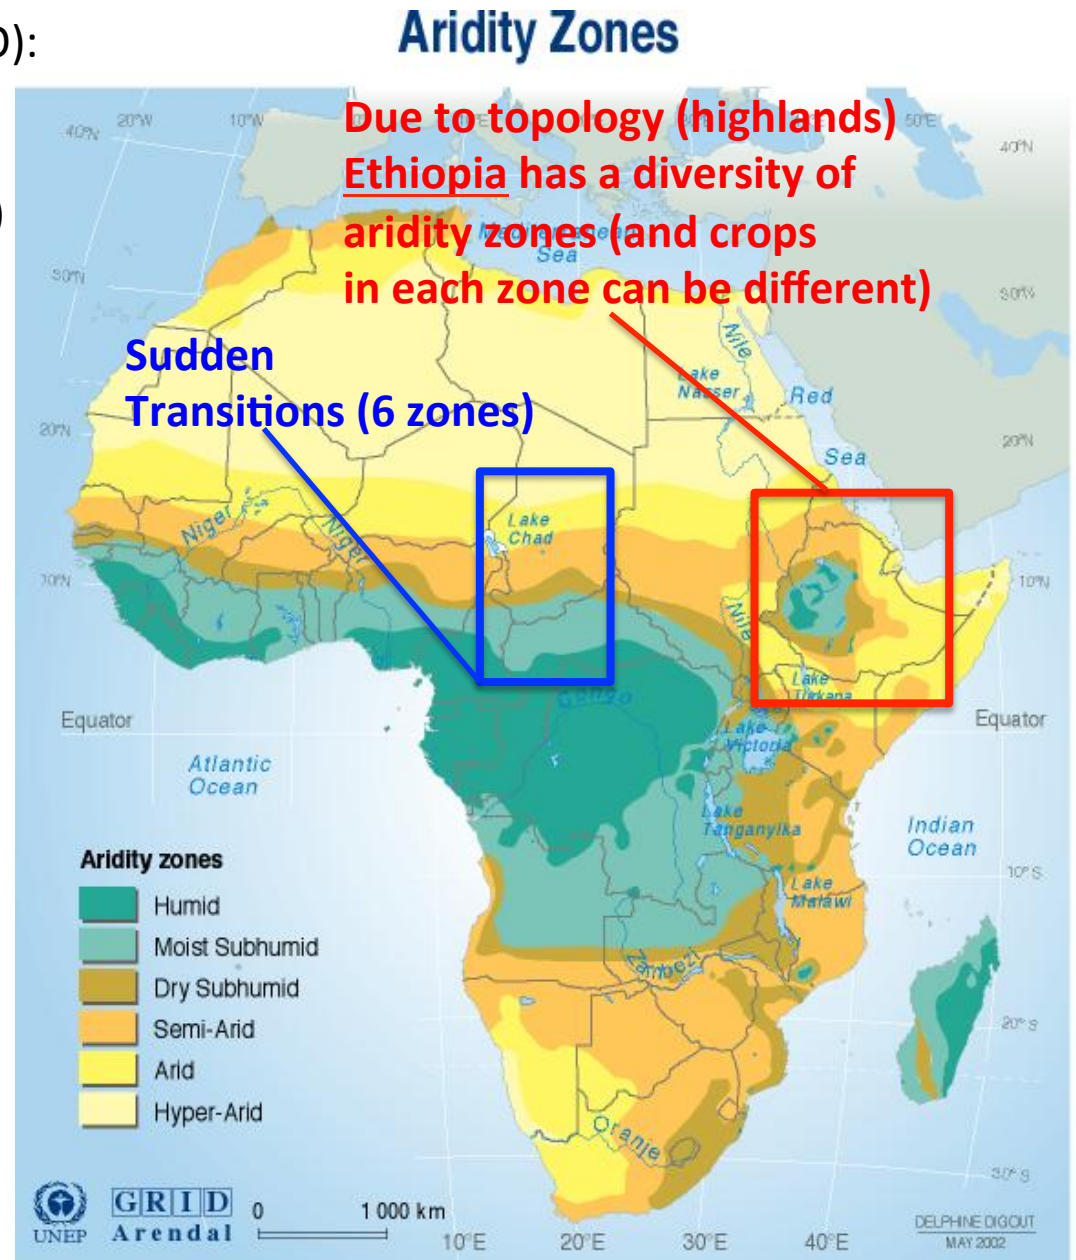 D):
)
Aridity Zones
Due to topology (highlands)
Ethiopia has a diversity of
aridity zones (and crops
in each zone can be different)
Sudden
Transitions (6 zones)
40°N
20°W
10°W
50°E
40°N
Mediterranean
Sea
30°N
30°N
Nile
Lake
Nasser
Red
Sea
20°N
20°N
Niger
Niger
Lake
Chad
10°N
10°N
Nile
Lake
Turkana
Congo
Equator
Equator
Lake
Victoria
Atlantic
Ocean
Lake
Tanganyika
Indian
Ocean
10° S
Lake
Malawi
Zambezi
20° S
Oranje
30° S
Aridity zones
Humid
Moist Subhumid
Dry Subhumid
Semi-Arid
Arid
Hyper-Arid
UNEP
GRID
Arendal
0 1 000 km
10°E 20°E 30°E 40°E
DELPHINE DIGOUT
MAY 2002